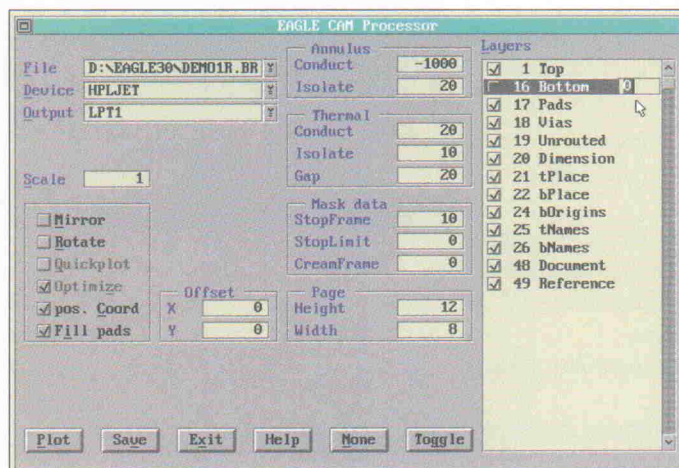 EAGLE CAM Processor
File D:\EAGLE30\DEMO1R.BR
Device HPLJET
Output LPT1
Scale 1
Mirror
Rotate
Quickplot
Optimize
pos. Coord
Fill pads
Offset
X 0
Y 0
Annulus
Conduct -1000
Isolate 20
Thermal
Conduct 20
Isolate 10
Gap 20
Mask data
StopFrame 10
StopLimit 0
CreamFrame 0
Page
Height 12
Width 8
Layers
1 Top
16 Bottom 0
17 Pads
18 Vias
19 Unrouted
20 Dimension
21 tPlace
22 bPlace
24 bOrigins
25 tNames
26 bNames
48 Document
49 Reference
Plot Save Exit Help None Toggle